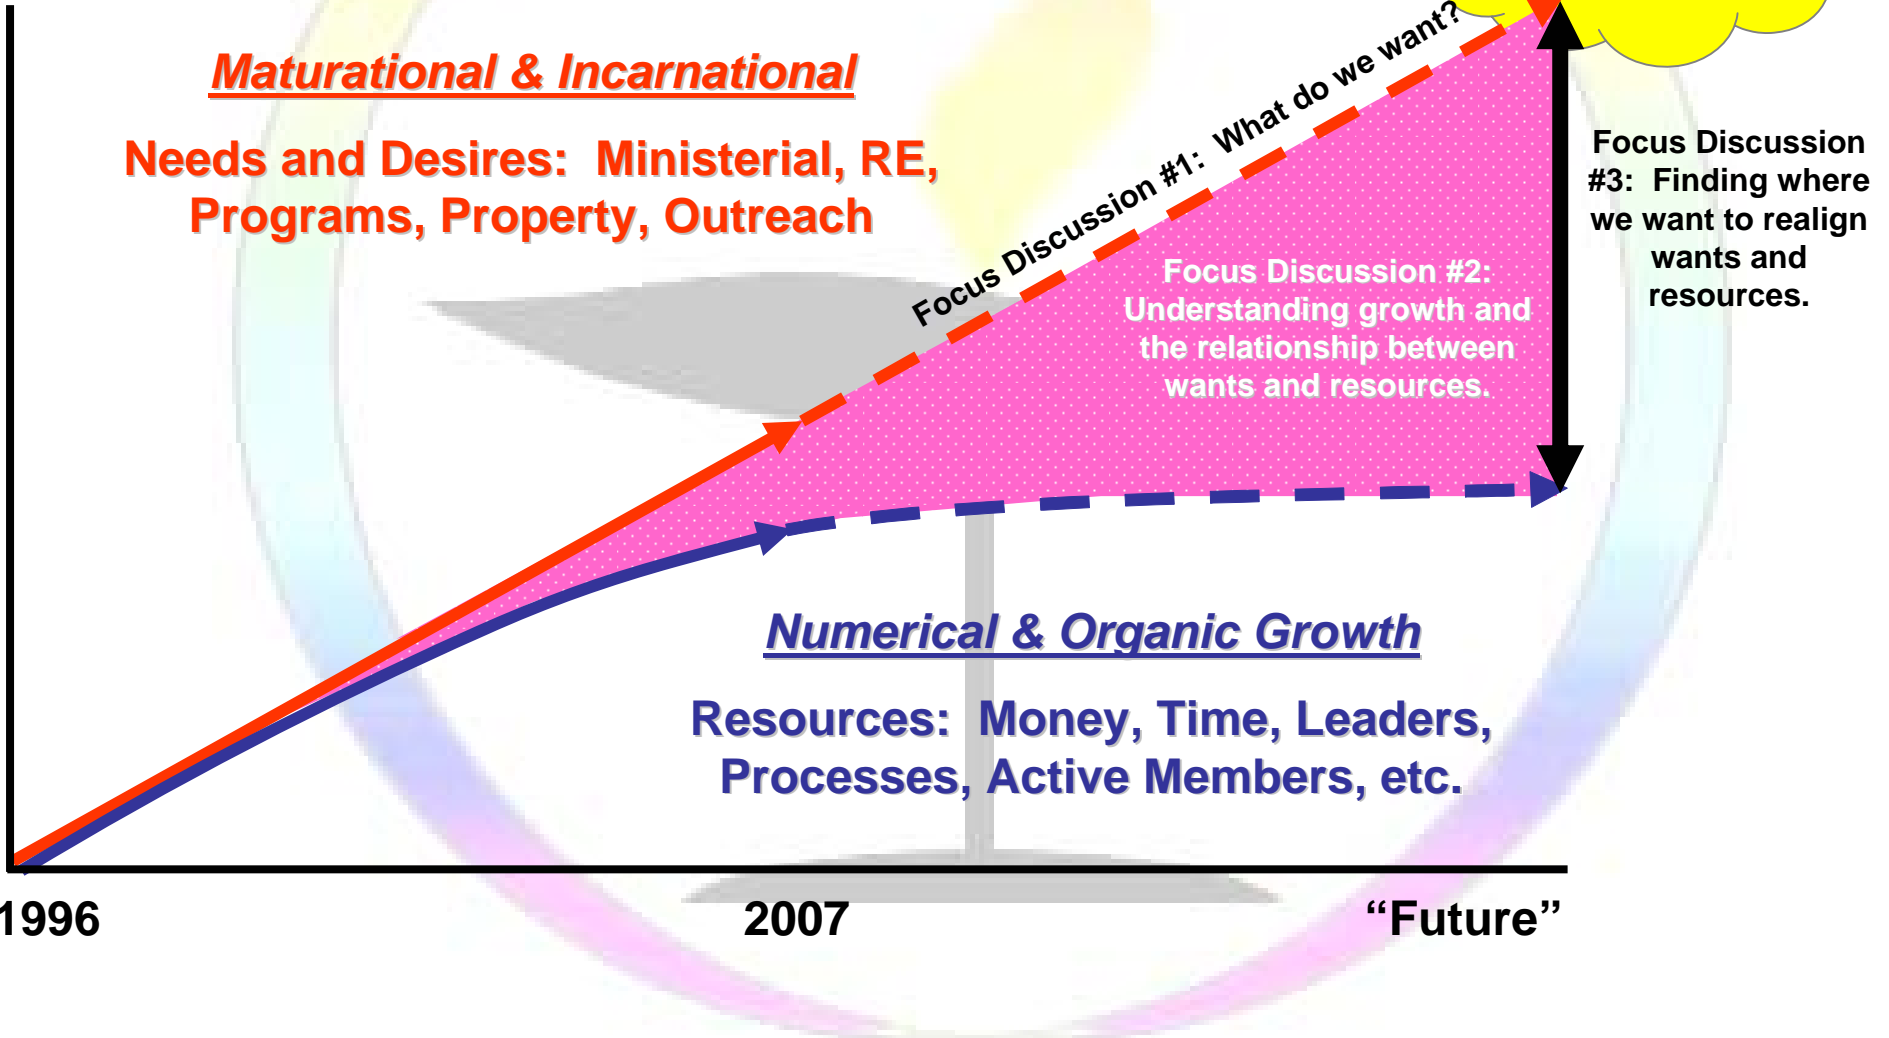 Maturational & Incarnational
Needs and Desires:  Ministerial, RE,
Programs, Property, Outreach
Focus Discussion #1:  What do we want?
Focus Discussion #2:
Understanding growth and
the relationship between
wants and resources.
Focus Discussion
#3:  Finding where
we want to realign
wants and
resources.
Numerical & Organic Growth
Resources:  Money, Time, Leaders,
Processes, Active Members, etc.
1996
2007
“Future”